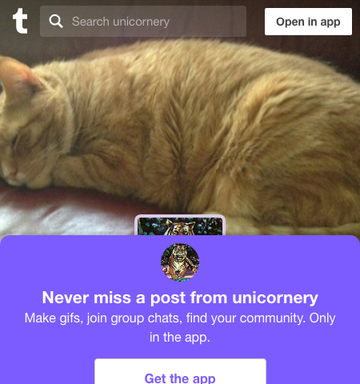 t
Search unicornery
Open in app
Never miss a post from unicornery
Make gifs, join group chats, find your community. Only
in the app.
Get the app